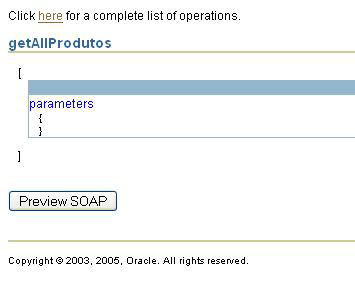 Click here for a complete list of operations.
getAllProdutos
[
parameters
{
}
]
Preview SOAP
Copyright © 2003, 2005, Oracle. All rights reserved.